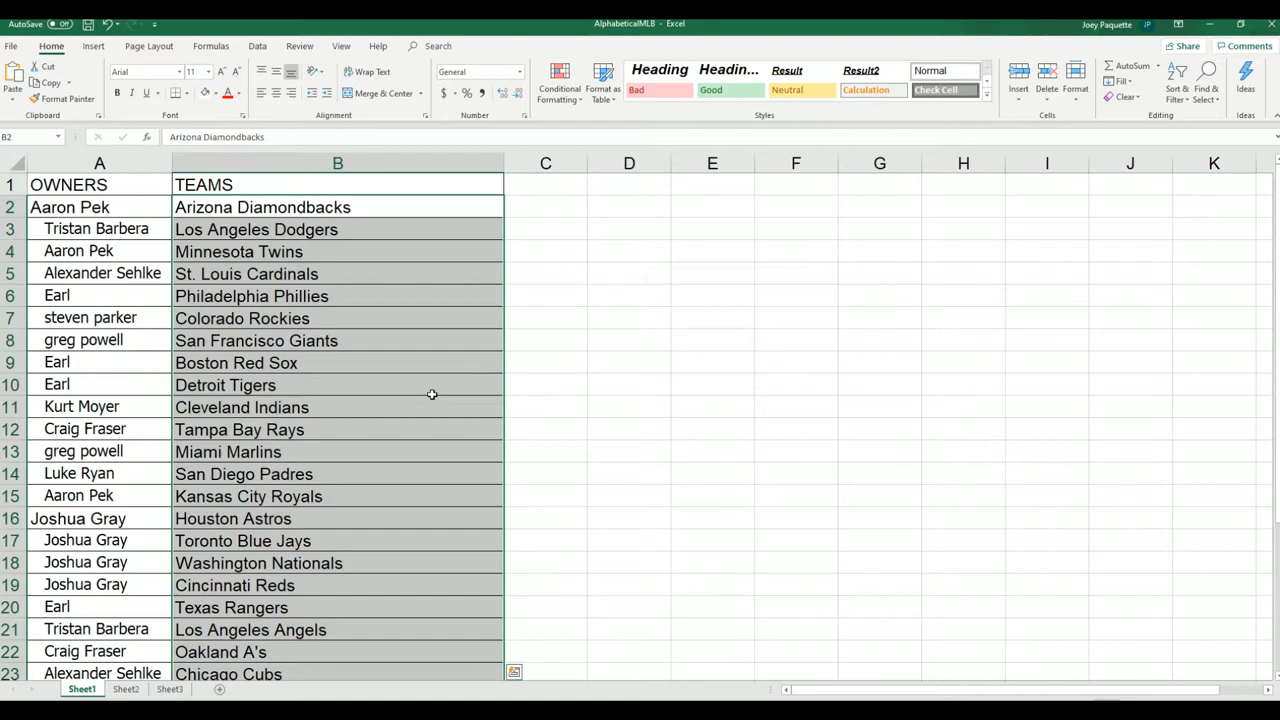 AutoSave Off AlphabeticalMLB - Excel Joey Paquette JP
File Home Insert Page Layout Formulas Data Review View Help Search Share Comments
Paste Cut Copy Format Painter Clipboard
Arial 11 Font
Wrap Text Merge & Center Alignment
General Number
Conditional Formatting Format as Table
Heading Headin... Result Result2 Normal
Bad Good Neutral Calculation Check Cell
Styles
Insert Delete Format Cells
AutoSum Fill Clear Sort & Filter Find & Select Editing
Ideas Ideas
B2 fx Arizona Diamondbacks
A B C D E F G H I J K
1 OWNERS TEAMS
2 Aaron Pek Arizona Diamondbacks
3 Tristan Barbera Los Angeles Dodgers
4 Aaron Pek Minnesota Twins
5 Alexander Sehlke St. Louis Cardinals
6 Earl Philadelphia Phillies
7 steven parker Colorado Rockies
8 greg powell San Francisco Giants
9 Earl Boston Red Sox
10 Earl Detroit Tigers
11 Kurt Moyer Cleveland Indians
12 Craig Fraser Tampa Bay Rays
13 greg powell Miami Marlins
14 Luke Ryan San Diego Padres
15 Aaron Pek Kansas City Royals
16 Joshua Gray Houston Astros
17 Joshua Gray Toronto Blue Jays
18 Joshua Gray Washington Nationals
19 Joshua Gray Cincinnati Reds
20 Earl Texas Rangers
21 Tristan Barbera Los Angeles Angels
22 Craig Fraser Oakland A's
23 Alexander Sehlke Chicago Cubs
Sheet1 Sheet2 Sheet3